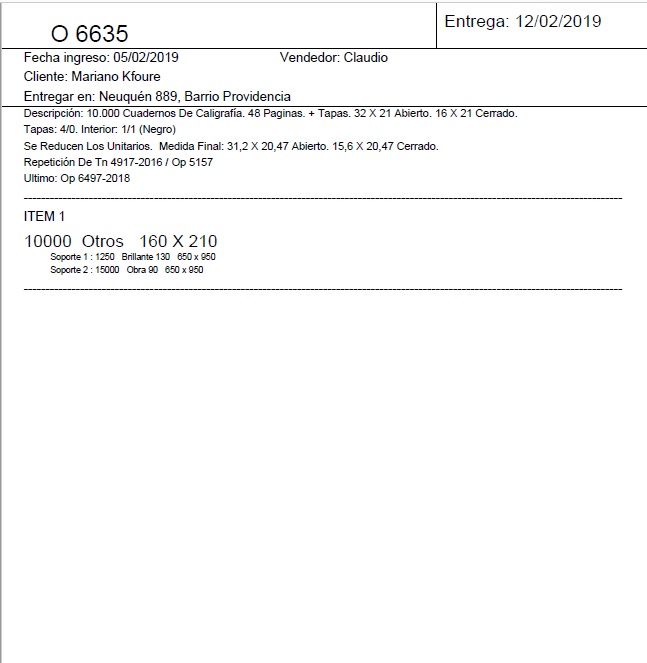 O 6635
Entrega: 12/02/2019
Fecha ingreso: 05/02/2019 Vendedor: Claudio
Cliente: Mariano Kfoure
Entregar en: Neuquén 889, Barrio Providencia
Descripción: 10.000 Cuadernos De Caligrafía. 48 Paginas. + Tapas. 32 X 21 Abierto. 16 X 21 Cerrado.
Tapas: 4/0. Interior: 1/1 (Negro)
Se Reducen Los Unitarios. Medida Final: 31,2 X 20,47 Abierto. 15,6 X 20,47 Cerrado.
Repetición De Tn 4917-2016 / Op 5157
Ultimo: Op 6497-2018
ITEM 1
10000 Otros 160 X 210
Soporte 1 : 1250 Brillante 130 650 x 950
Soporte 2 : 15000 Obra 90 650 x 950